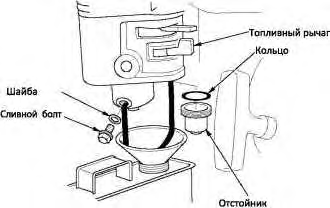 Топливный рычаг
Кольцо
Шайба
Сливной болт
Отстойник